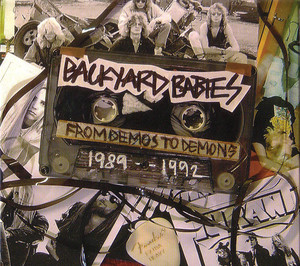 BACKYARD BABIES
FROM DEMOS TO DEMONS
1989 1992